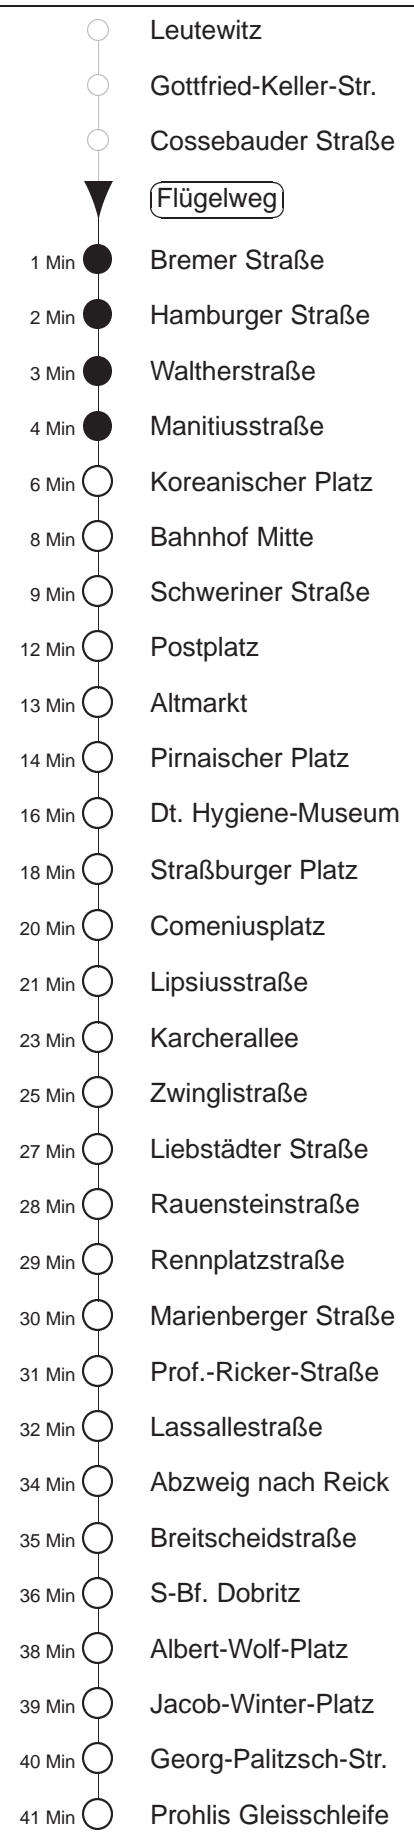 Leutewitz
Gottfried-Keller-Str.
Cossebauder Straße
Flügelweg
1 Min Bremer Straße
2 Min Hamburger Straße
3 Min Waltherstraße
4 Min Manitiusstraße
6 Min Koreanischer Platz
8 Min Bahnhof Mitte
9 Min Schweriner Straße
12 Min Postplatz
13 Min Altmarkt
14 Min Pirnaischer Platz
16 Min Dt. Hygiene-Museum
18 Min Straßburger Platz
20 Min Comeniusplatz
21 Min Lipsiusstraße
23 Min Karcherallee
25 Min Zwinglistraße
27 Min Liebstädter Straße
28 Min Rauensteinstraße
29 Min Rennplatzstraße
30 Min Marienberger Straße
31 Min Prof.-Ricker-Straße
32 Min Lassallestraße
34 Min Abzweig nach Reick
35 Min Breitscheidstraße
36 Min S-Bf. Dobritz
38 Min Albert-Wolf-Platz
39 Min Jacob-Winter-Platz
40 Min Georg-Palitzsch-Str.
41 Min Prohlis Gleisschleife